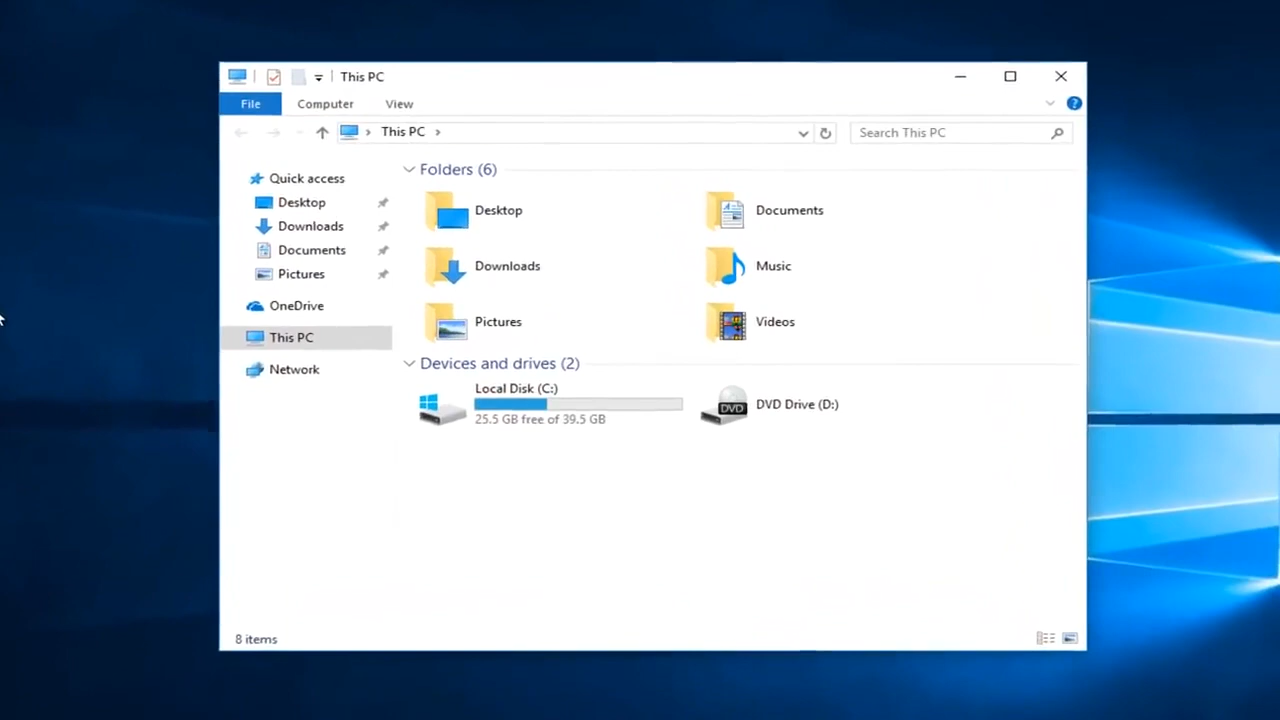 This PC
File Computer View
This PC
Search This PC
Quick access
Desktop
Downloads
Documents
Pictures
OneDrive
This PC
Network
Folders (6)
Desktop
Documents
Downloads
Music
Pictures
Videos
Devices and drives (2)
Local Disk (C:)
25.5 GB free of 39.5 GB
DVD
DVD Drive (D:)
8 items